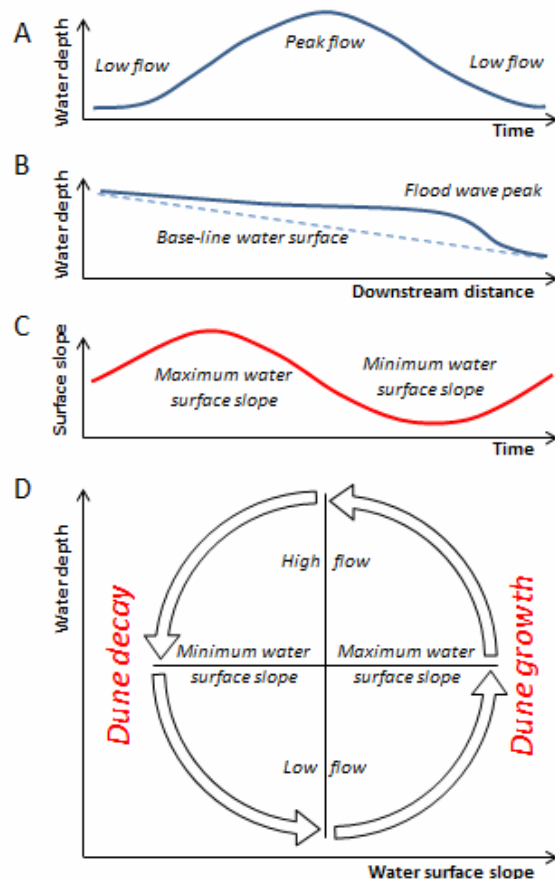 A
Water depth
Low flow
Peak flow
Low flow
Time
B
Water depth
Flood wave peak
Base-line water surface
Downstream distance
C
Surface slope
Maximum water
surface slope
Minimum water
surface slope
Time
D
Water depth
High flow
Dune decay
Minimum water
surface slope
Maximum water
surface slope
Dune growth
Low flow
Water surface slope